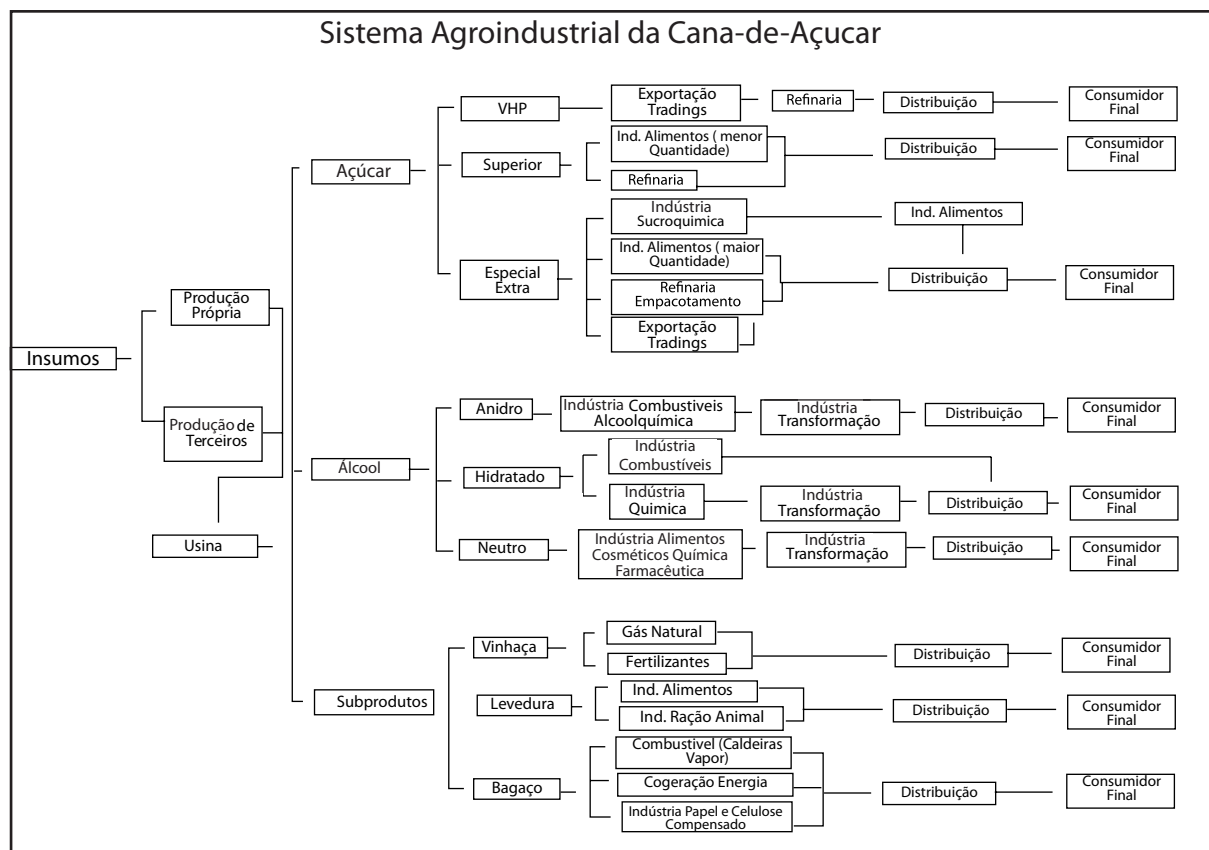 Sistema Agroindustrial da Cana-de-Açucar
VHP
Exportação
Tradings
Refinaria
Distribuição
Consumidor
Final
Açúcar
Superior
Ind. Alimentos ( menor
Quantidade)
Refinaria
Distribuição
Consumidor
Final
Especial
Extra
Indústria
Sucroquimica
Ind. Alimentos
Ind. Alimentos ( maior
Quantidade)
Refinaria
Empacotamento
Exportação
Tradings
Distribuição
Consumidor
Final
Insumos
Produção
Própria
Produção de
Terceiros
Usina
Álcool
Anidro
Indústria Combustiveis
Alcoolquímica
Indústria
Transformação
Distribuição
Consumidor
Final
Hidratado
Indústria
Combustíveis
Indústria
Quimica
Indústria
Transformação
Distribuição
Consumidor
Final
Neutro
Indústria Alimentos
Cosméticos Química
Farmacêutica
Indústria
Transformação
Distribuição
Consumidor
Final
Subprodutos
Vinhaça
Gás Natural
Fertilizantes
Distribuição
Consumidor
Final
Levedura
Ind. Alimentos
Ind. Ração Animal
Distribuição
Consumidor
Final
Bagaço
Combustivel (Caldeiras
Vapor)
Cogeração Energia
Indústria Papel e Celulose
Compensado
Distribuição
Consumidor
Final